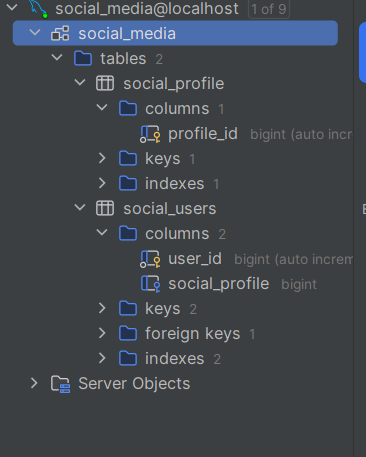 social_media@localhost 1 of 9
social_media
tables
social_profile
columns 1
profile_id bigint (auto incr
keys 1
indexes 1
social_users
columns 2
user_id bigint (auto increm
social_profile bigint
keys 2
foreign keys 1
indexes 2
Server Objects